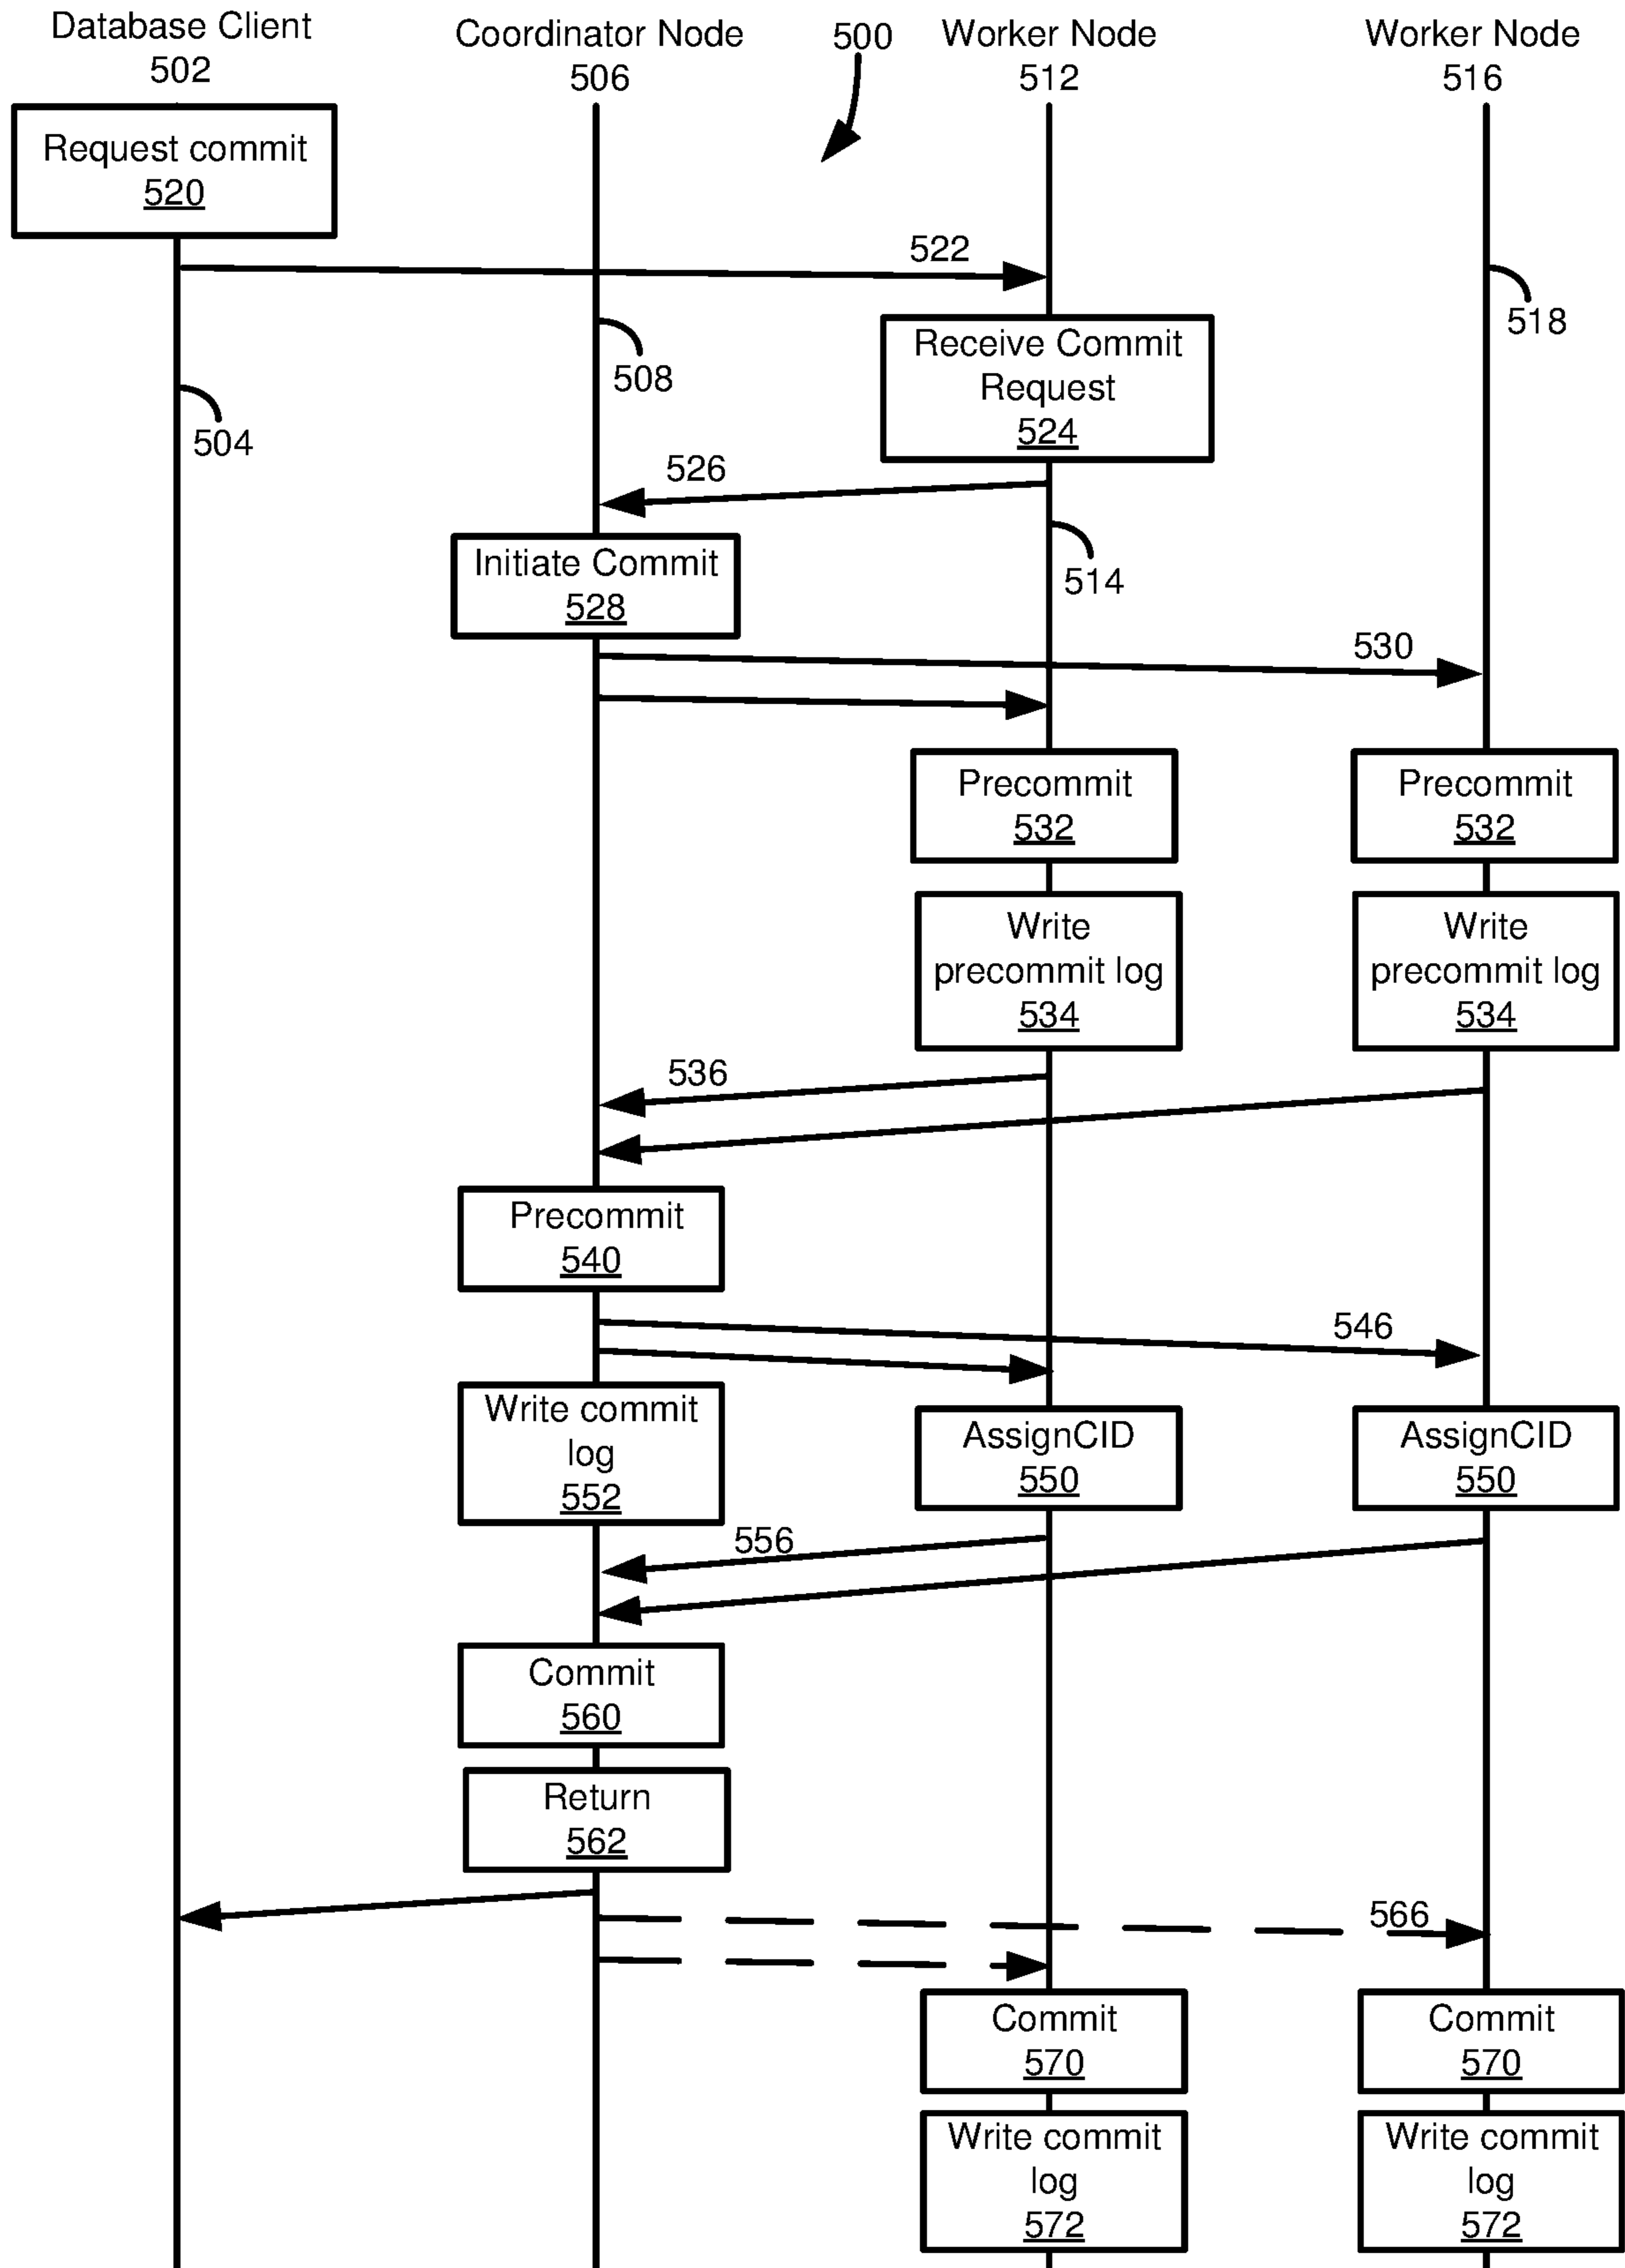 Database Client
502
Coordinator Node
506
500
Worker Node
512
Worker Node
516
Request commit
520
522
518
508
Receive Commit
Request
524
504
526
Initiate Commit
528
514
530
Precommit
532
Precommit
532
Write
precommit log
534
Write
precommit log
534
536
Precommit
540
546
Write commit
log
552
AssignCID
550
AssignCID
550
556
Commit
560
Return
562
566
Commit
570
Commit
570
Write commit
log
572
Write commit
log
572